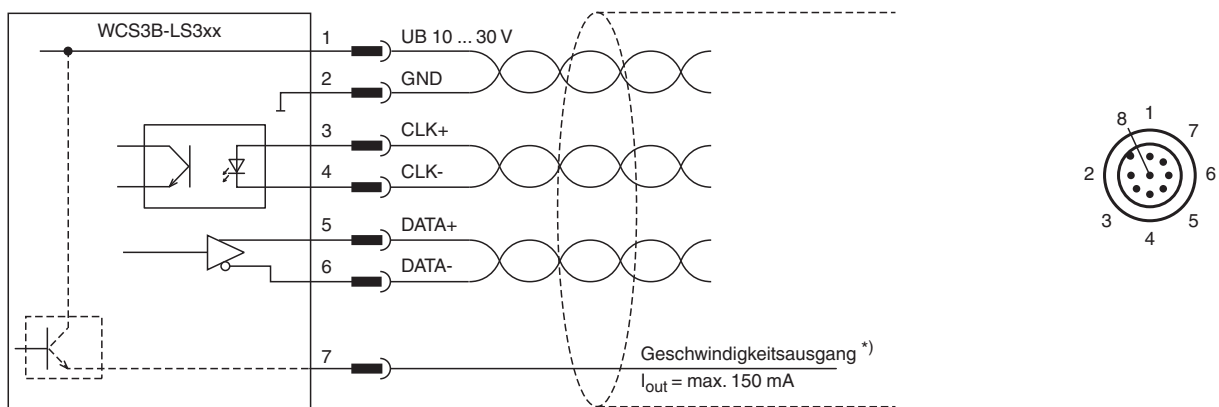 WCS3B-LS3xx
1 UB 10 ... 30 V
2 GND
3 CLK+
4 CLK-
5 DATA+
6 DATA-
7 Geschwindigkeitsausgang *)
Iout = max. 150 mA
8 1 7
2 6
3 5
4